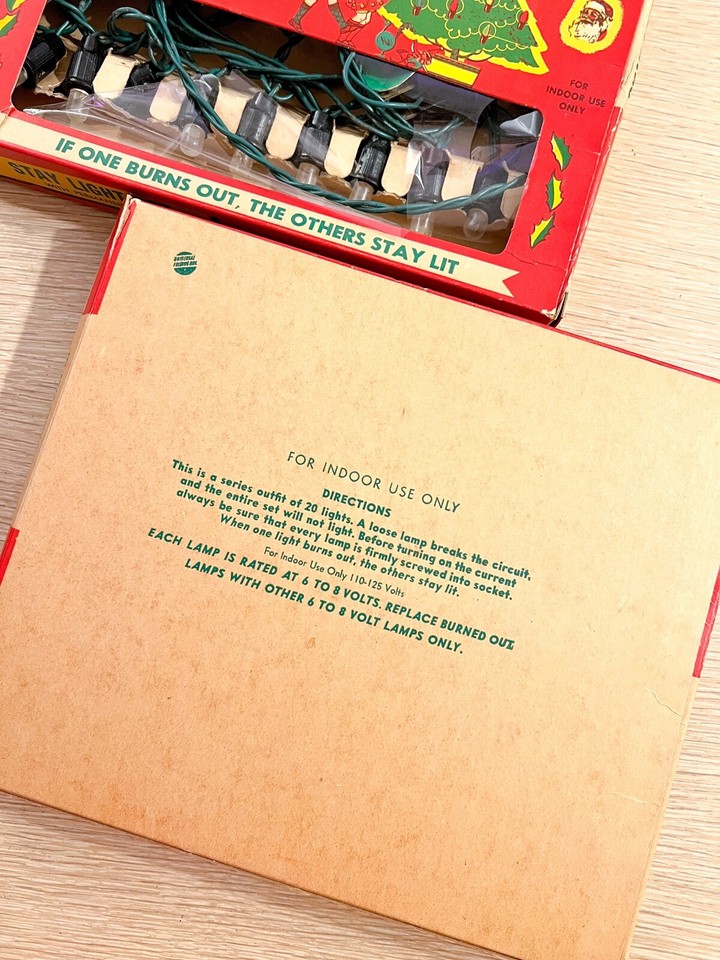 FOR
INDOOR USE
ONLY
IF ONE BURNS OUT, THE OTHERS STAY LIT
STAY LIGHT
UNIVERSAL
FOLDING BOX
FOR INDOOR USE ONLY
DIRECTIONS
This is a series outfit of 20 lights. A loose lamp breaks the circuit,
and the entire set will not light. Before turning on the current
always be sure that every lamp is firmly screwed into socket.
When one light burns out, the others stay lit.
For Indoor Use Only 110-125 Volts
EACH LAMP IS RATED AT 6 TO 8 VOLTS. REPLACE BURNED OUT
LAMPS WITH OTHER 6 TO 8 VOLT LAMPS ONLY.